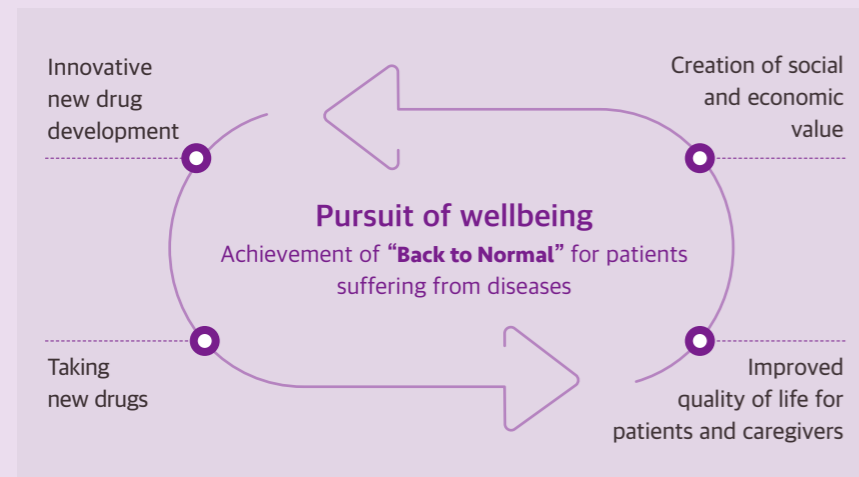 Innovative
new drug
development
Creation of social
and economic
value
Pursuit of wellbeing
Achievement of “Back to Normal” for patients
suffering from diseases
Taking
new drugs
Improved
quality of life for
patients and caregivers